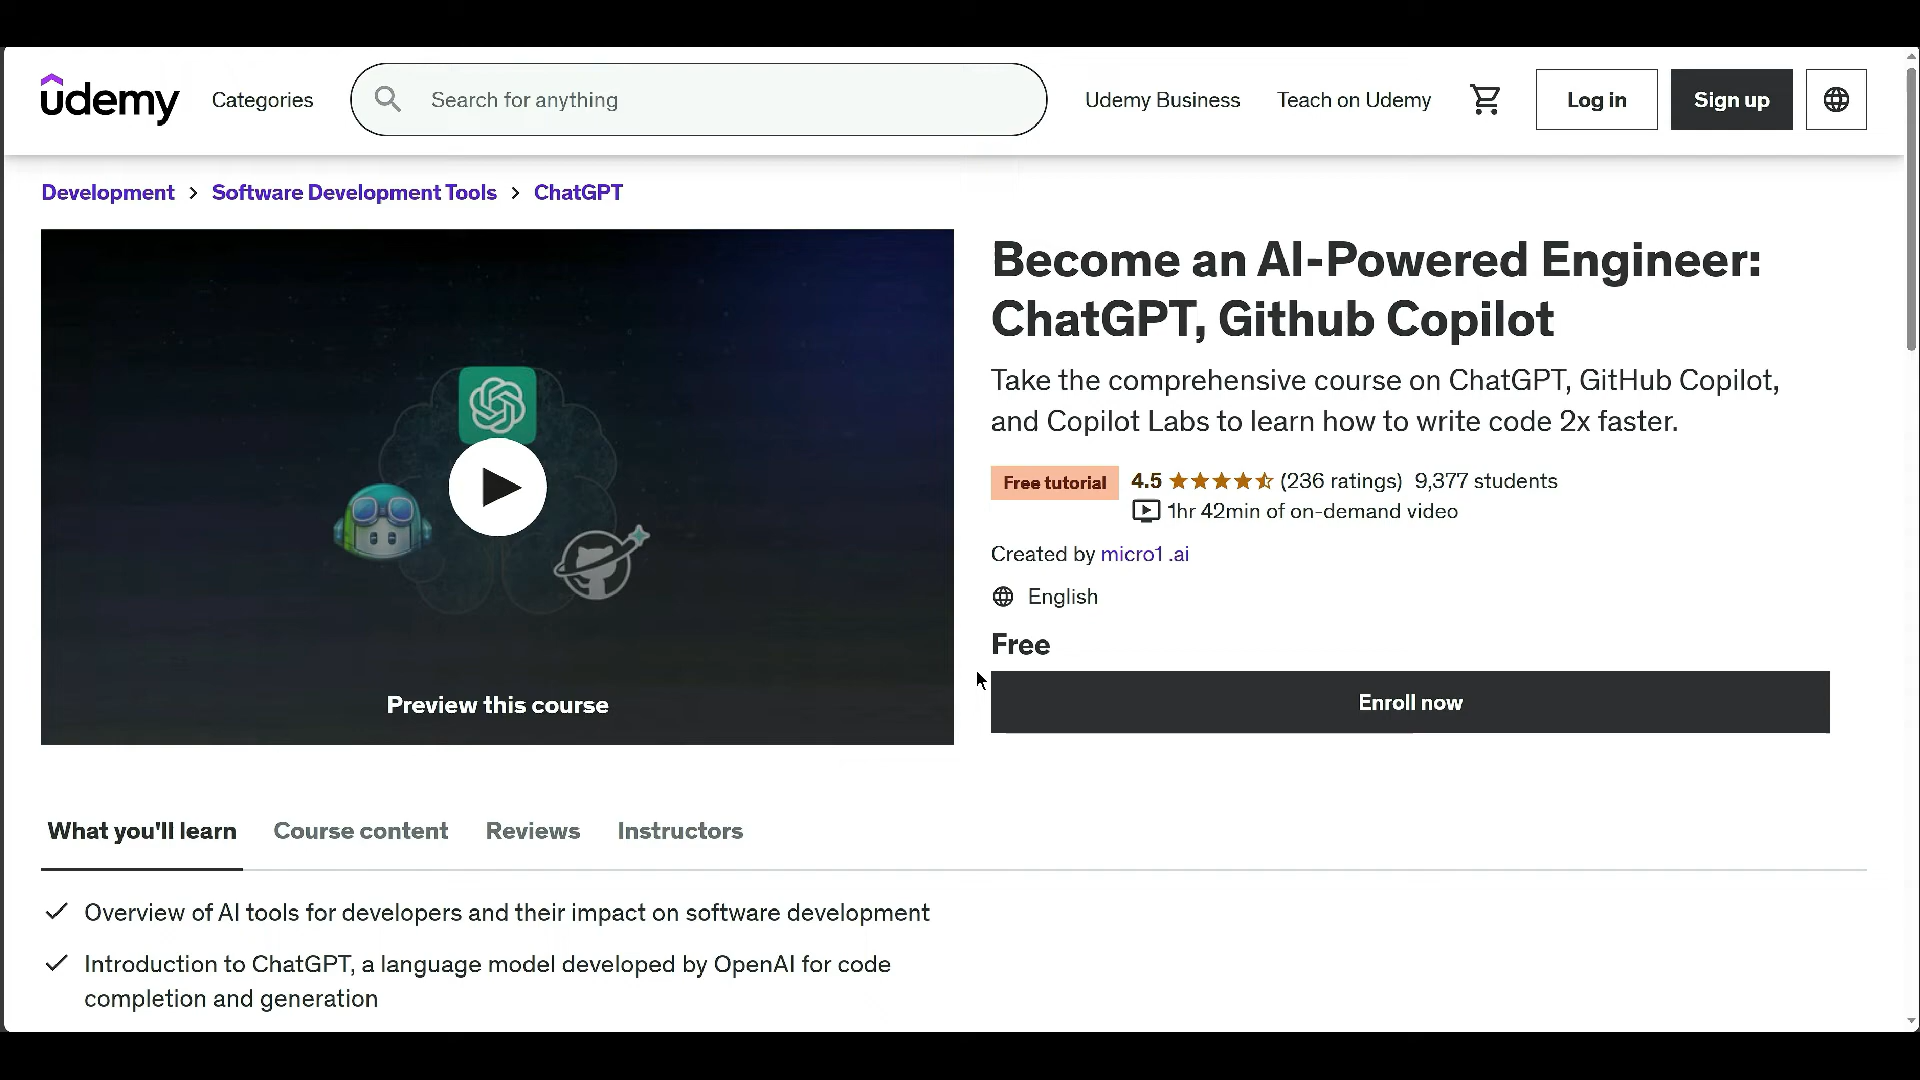 udemy Categories Search for anything Udemy Business Teach on Udemy Log in Sign up
Development > Software Development Tools > ChatGPT
Become an AI-Powered Engineer:
ChatGPT, Github Copilot
Take the comprehensive course on ChatGPT, GitHub Copilot,
and Copilot Labs to learn how to write code 2x faster.
Free tutorial 4.5 (236 ratings) 9,377 students
1hr 42min of on-demand video
Created by micro1 .ai
English
Free
Enroll now
Preview this course
What you'll learn Course content Reviews Instructors
Overview of AI tools for developers and their impact on software development
Introduction to ChatGPT, a language model developed by OpenAI for code
completion and generation